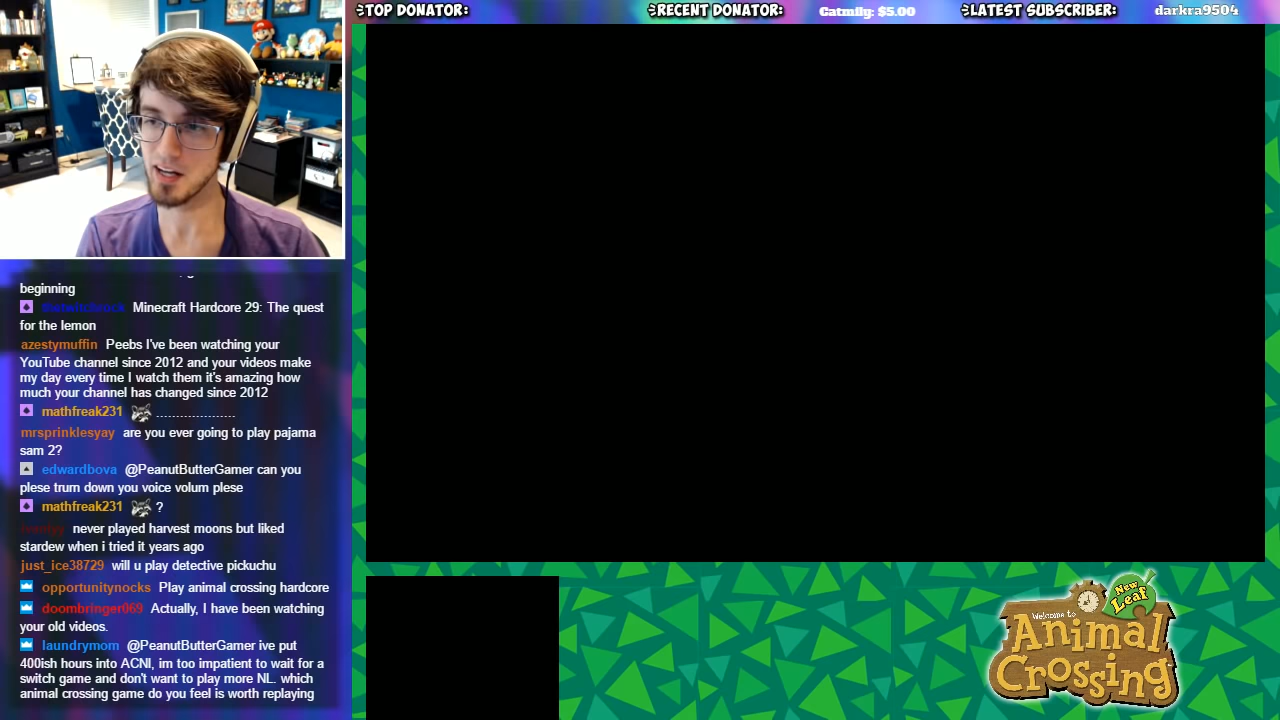 TOP DONATOR:
RECENT DONATOR:
Catmily: $5.00
LATEST SUBSCRIBER:
darkra9504
beginning
Minecraft Hardcore 29: The quest
for the lemon
azestymuffin Peebs I've been watching your
YouTube channel since 2012 and your videos make
my day every time I watch them it's amazing how
much your channel has changed since 2012
mathfreak231 ....................
mrsprinklesyay are you ever going to play pajama
sam 2?
edwardbova @PeanutButterGamer can you
plese trum down you voice volum plese
mathfreak231 ?
never played harvest moons but liked
stardew when i tried it years ago
just_ice38729 will u play detective pickuchu
opportunitynocks Play animal crossing hardcore
doombringer069 Actually, I have been watching
your old videos.
laundrymom @PeanutButterGamer ive put
400ish hours into ACNl, im too impatient to wait for a
switch game and don't want to play more NL. which
animal crossing game do you feel is worth replaying
Welcome to
New
Leaf
Animal
Crossing